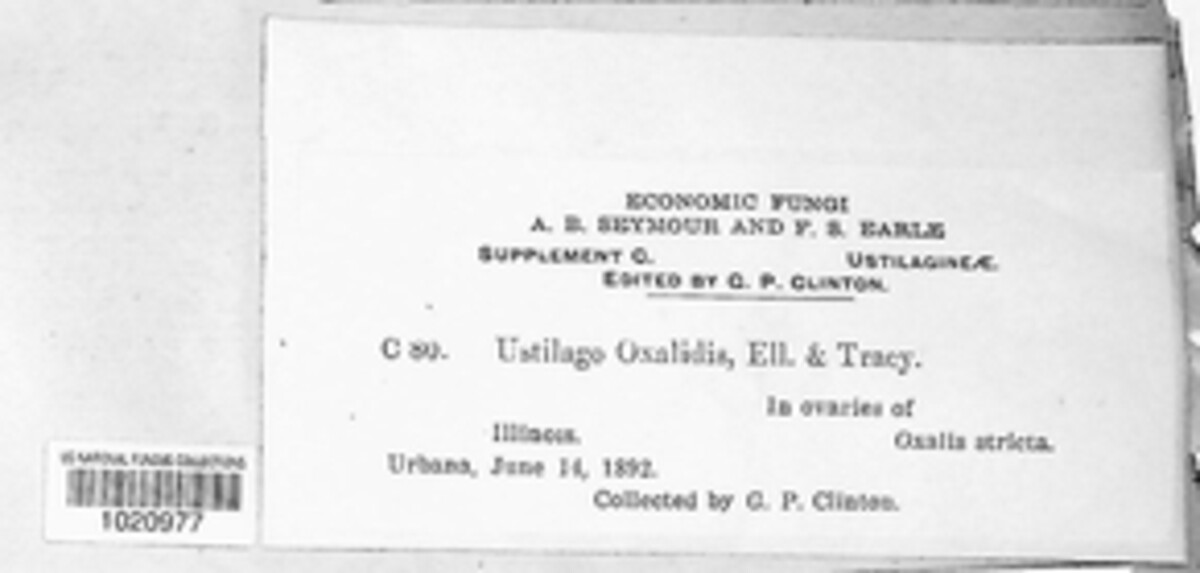 ECONOMIC FUNGI
A. B. SEYMOUR AND F. S. EARLE
SUPPLEMENT C. USTILAGINEÆ.
EDITED BY G. P. CLINTON.
C 80. Ustilago Oxalidis, Ell. & Tracy.
In ovaries of
Illinois. Oxalis stricta.
Urbana, June 14, 1892.
Collected by G. P. Clinton.
US NATIONAL FUNGUS COLLECTIONS
1020977